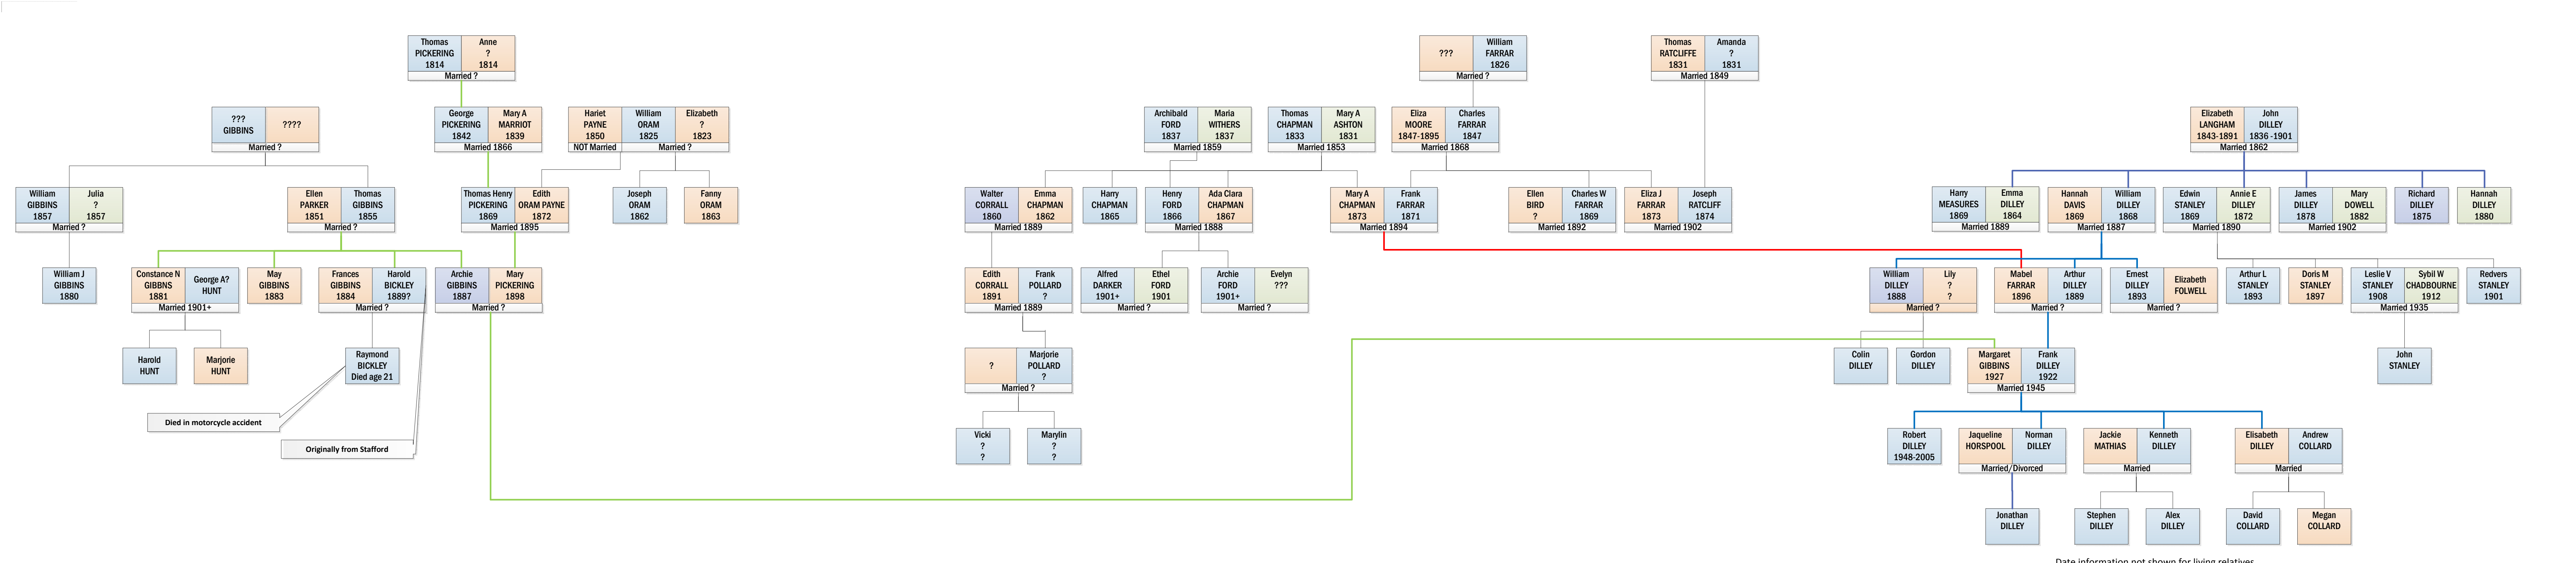 Thomas
PICKERING
1814
Anne
?
1814
Married ?
???
William
FARRAR
1826
Married ?
Thomas
RATCLIFFE
1831
Amanda
?
1831
Married 1849
???
GIBBINS
????
Married ?
George
PICKERING
1842
Mary A
MARRIOT
1839
Married 1866
Hariet
PAYNE
1850
William
ORAM
1825
Elizabeth
?
1823
NOT Married
Married ?
Archibald
FORD
1837
Maria
WITHERS
1837
Married 1859
Thomas
CHAPMAN
1833
Mary A
ASHTON
1831
Married 1853
Eliza
MOORE
1847-1895
Charles
FARRAR
1847
Married 1868
Elizabeth
LANGHAM
1843-1891
John
DILLEY
1836 -1901
Married 1862
William
GIBBINS
1857
Julia
?
1857
Married ?
Ellen
PARKER
1851
Thomas
GIBBINS
1855
Married ?
Thomas Henry
PICKERING
1869
Edith
ORAM PAYNE
1872
Married 1895
Joseph
ORAM
1862
Fanny
ORAM
1863
Walter
CORRALL
1860
Emma
CHAPMAN
1862
Married 1889
Harry
CHAPMAN
1865
Henry
FORD
1866
Ada Clara
CHAPMAN
1867
Married 1888
Mary A
CHAPMAN
1873
Frank
FARRAR
1871
Married 1894
Ellen
BIRD
?
Charles W
FARRAR
1869
Married 1892
Eliza J
FARRAR
1873
Joseph
RATCLIFF
1874
Married 1902
Harry
MEASURES
1869
Emma
DILLEY
1864
Married 1889
Hannah
DAVIS
1869
William
DILLEY
1868
Married 1887
Edwin
STANLEY
1869
Annie E
DILLEY
1872
Married 1890
James
DILLEY
1878
Mary
DOWELL
1882
Married 1902
Richard
DILLEY
1875
Hannah
DILLEY
1880
William J
GIBBINS
1880
Constance N
GIBBNS
1881
George A?
HUNT
Married 1901+
May
GIBBINS
1883
Frances
GIBBINS
1884
Harold
BICKLEY
1889?
Married ?
Archie
GIBBINS
1887
Mary
PICKERING
1898
Married ?
Edith
CORRALL
1891
Frank
POLLARD
?
Married 1889
Alfred
DARKER
1901+
Ethel
FORD
1901
Married ?
Archie
FORD
1901+
Evelyn
???
Married ?
William
DILLEY
1888
Lily
?
?
Married ?
Mabel
FARRAR
1896
Arthur
DILLEY
1889
Married ?
Ernest
DILLEY
1893
Elizabeth
FOLWELL
Married ?
Arthur L
STANLEY
1893
Doris M
STANLEY
1897
Leslie V
STANLEY
1908
Sybil W
CHADBOURNE
1912
Married 1935
Redvers
STANLEY
1901
Harold
HUNT
Marjorie
HUNT
Raymond
BICKLEY
Died age 21
?
Marjorie
POLLARD
?
Married ?
Colin
DILLEY
Gordon
DILLEY
Margaret
GIBBINS
1927
Frank
DILLEY
1922
Married 1945
John
STANLEY
Died in motorcycle accident
Originally from Stafford
Vicki
?
?
Marylin
?
?
Robert
DILLEY
1948-2005
Jaqueline
HORSPOOL
Norman
DILLEY
Married/Divorced
Jackie
MATHIAS
Kenneth
DILLEY
Married
Elisabeth
DILLEY
Andrew
COLLARD
Married
Jonathan
DILLEY
Stephen
DILLEY
Alex
DILLEY
David
COLLARD
Megan
COLLARD
Date information not shown for living relatives